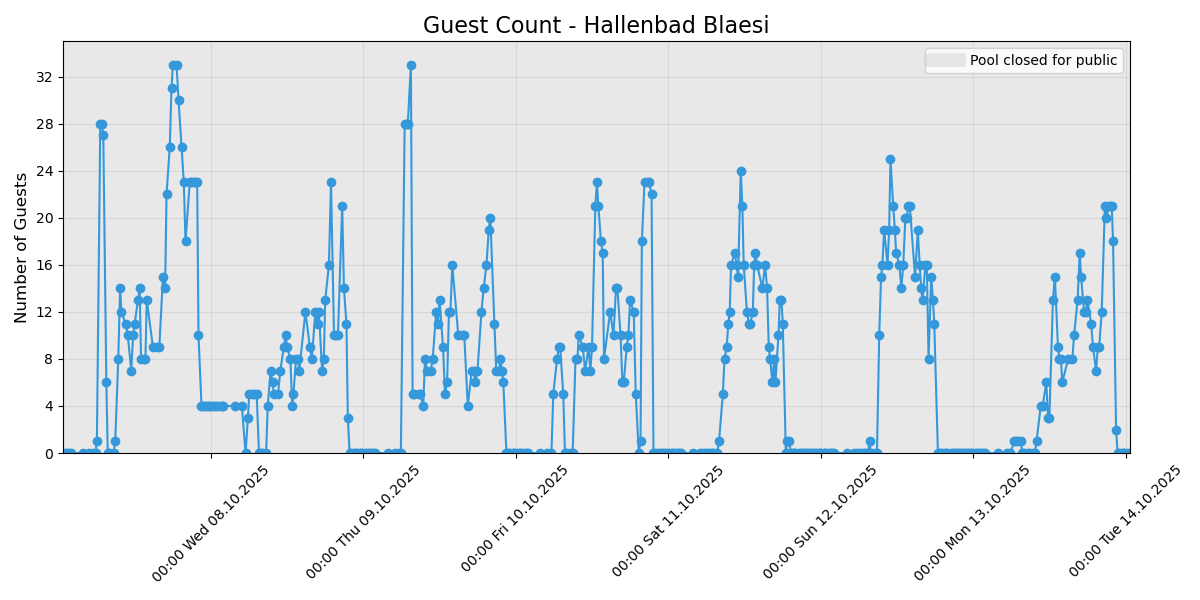 Guest Count - Hallenbad Blaesi
Pool closed for public
Number of Guests
32
28
24
20
16
12
8
4
0
00:00 Wed 08.10.2025
00:00 Thu 09.10.2025
00:00 Fri 10.10.2025
00:00 Sat 11.10.2025
00:00 Sun 12.10.2025
00:00 Mon 13.10.2025
00:00 Tue 14.10.2025